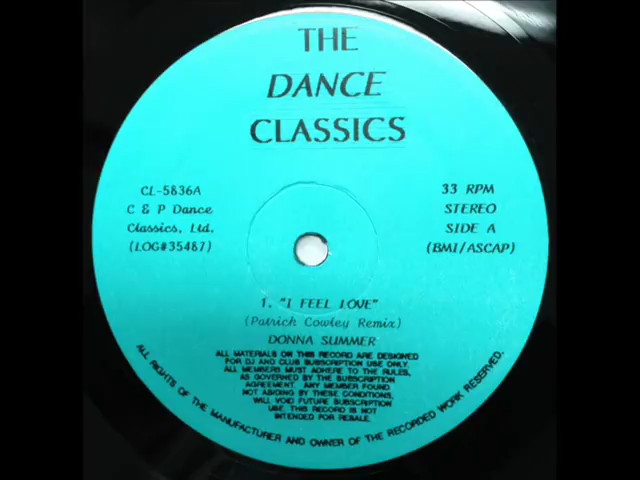 THE
DANCE
CLASSICS
CL-5836A
C & P Dance
Classics, Ltd.
(LOG#35487)
33 RPM
STEREO
SIDE A
(BMI/ASCAP)
1. "I FEEL LOVE"
(Patrick Cowley Remix)
DONNA SUMMER
ALL MATERIALS ON THIS RECORD ARE DESIGNED
FOR DJ AND CLUB SUBSCRIPTION USE ONLY.
ALL MEMBERS MUST ADHERE TO THE RULES,
AS GOVERNED BY THE SUBSCRIPTION
AGREEMENT. ANY MEMBER FOUND
NOT ABIDING BY THESE CONDITIONS,
WILL VOID FUTURE SUBSCRIPTION
USE. THIS RECORD IS NOT
INTENDED FOR RESALE.
ALL RIGHTS OF THE MANUFACTURER AND OWNER OF THE RECORDED WORK RESERVED.